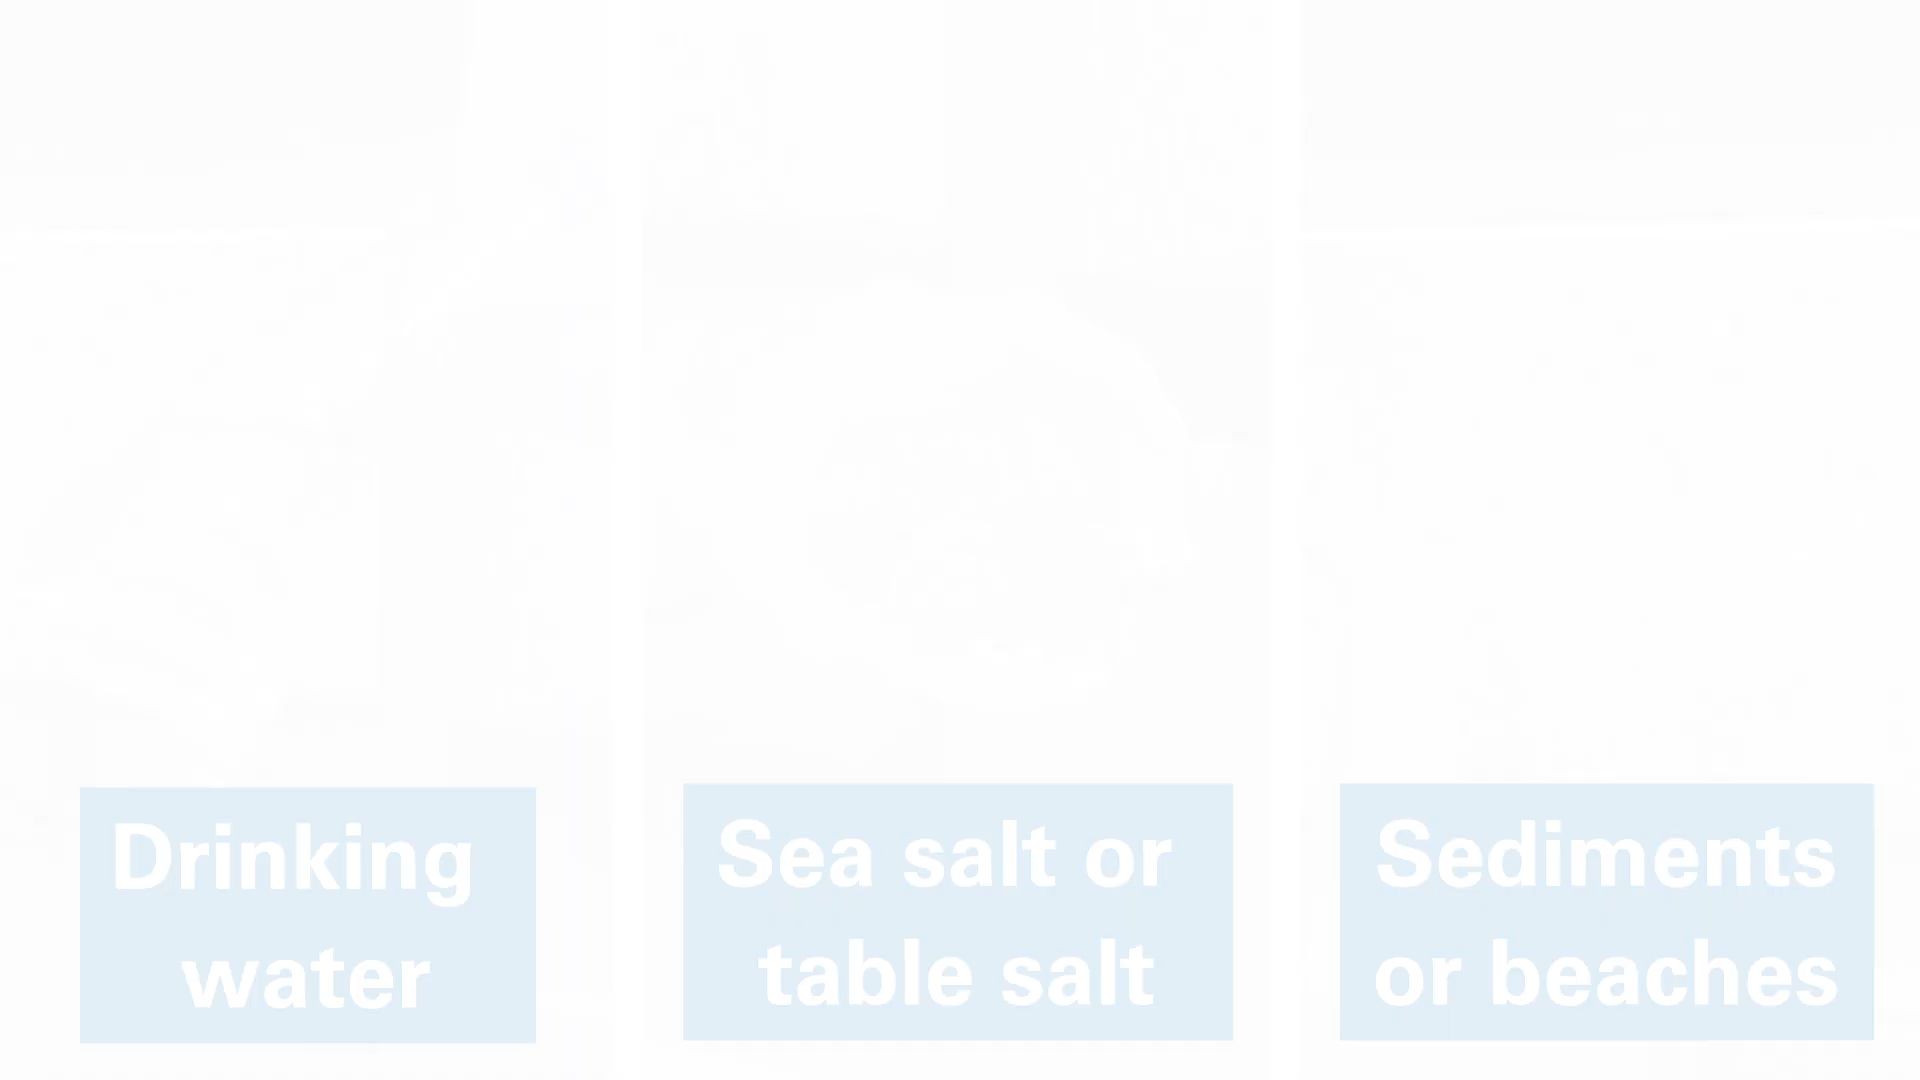 Drinking
water
Sea salt or
table salt
Sediments
or beaches